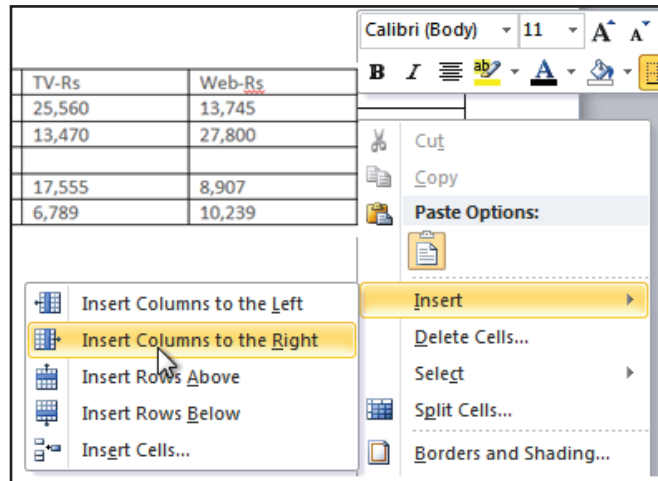 Calibri (Body) 11 A A
B I ab A
TV-Rs Web-Rs
25,560 13,745
13,470 27,800
17,555 8,907
6,789 10,239
Cut
Copy
Paste Options:
Insert
Delete Cells...
Select
Split Cells...
Borders and Shading...
Insert Columns to the Left
Insert Columns to the Right
Insert Rows Above
Insert Rows Below
Insert Cells...